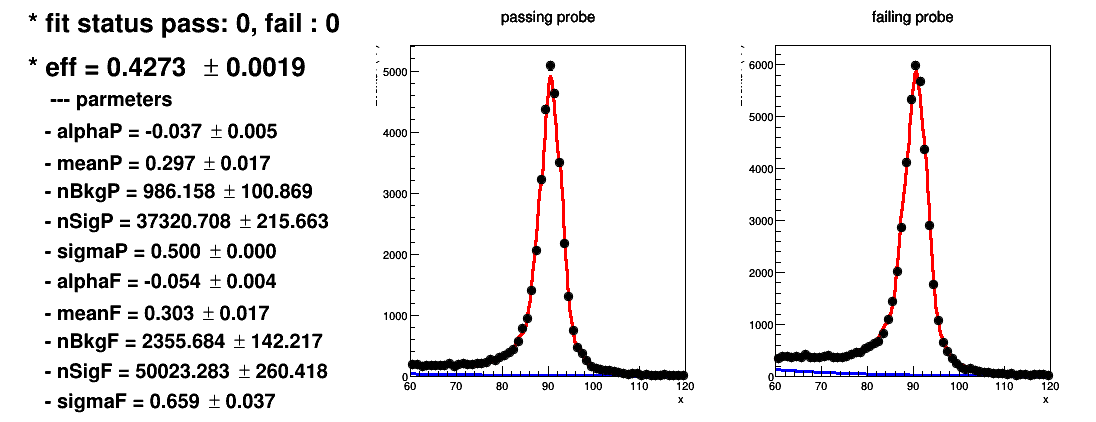 * fit status pass: 0, fail : 0
* eff = 0.4273 ± 0.0019
--- parmeters
- alphaP = -0.037 ± 0.005
- meanP = 0.297 ± 0.017
- nBkgP = 986.158 ± 100.869
- nSigP = 37320.708 ± 215.663
- sigmaP = 0.500 ± 0.000
- alphaF = -0.054 ± 0.004
- meanF = 0.303 ± 0.017
- nBkgF = 2355.684 ± 142.217
- nSigF = 50023.283 ± 260.418
- sigmaF = 0.659 ± 0.037
passing probe
5000
4000
3000
2000
1000
0
60 70 80 90 100 110 120
x
failing probe
6000
5000
4000
3000
2000
1000
0
60 70 80 90 100 110 120
x